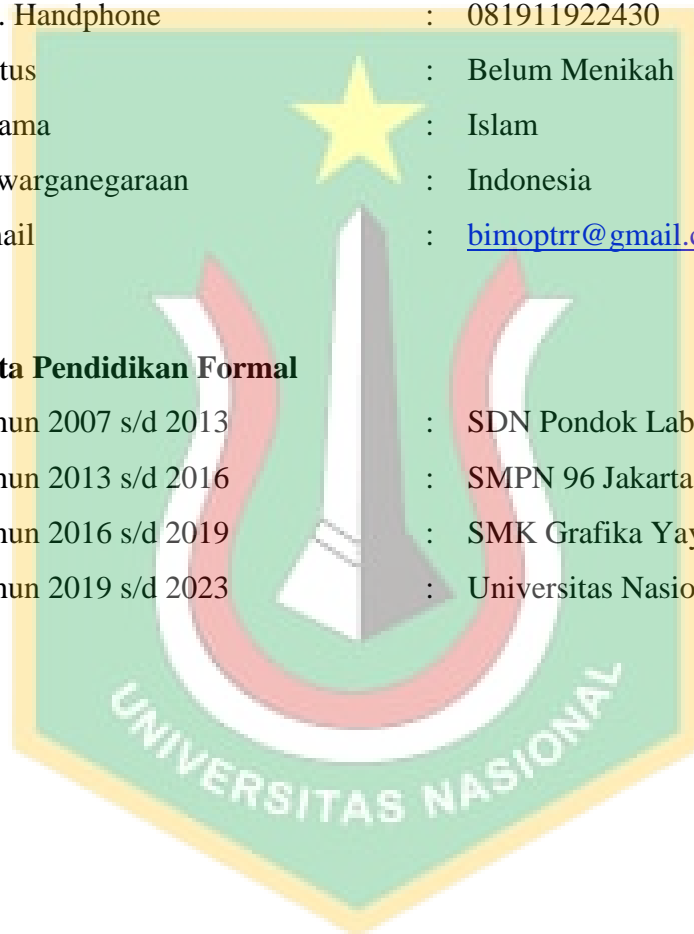 . Handphone : 081911922430
tus : Belum Menikah
ama : Islam
warganegaraan : Indonesia
ail : bimoptrr@gmail.c
ta Pendidikan Formal
hun 2007 s/d 2013 : SDN Pondok Lab
hun 2013 s/d 2016 : SMPN 96 Jakarta
hun 2016 s/d 2019 : SMK Grafika Yay
hun 2019 s/d 2023 : Universitas Nasio
UNIVERSITAS NASIONAL